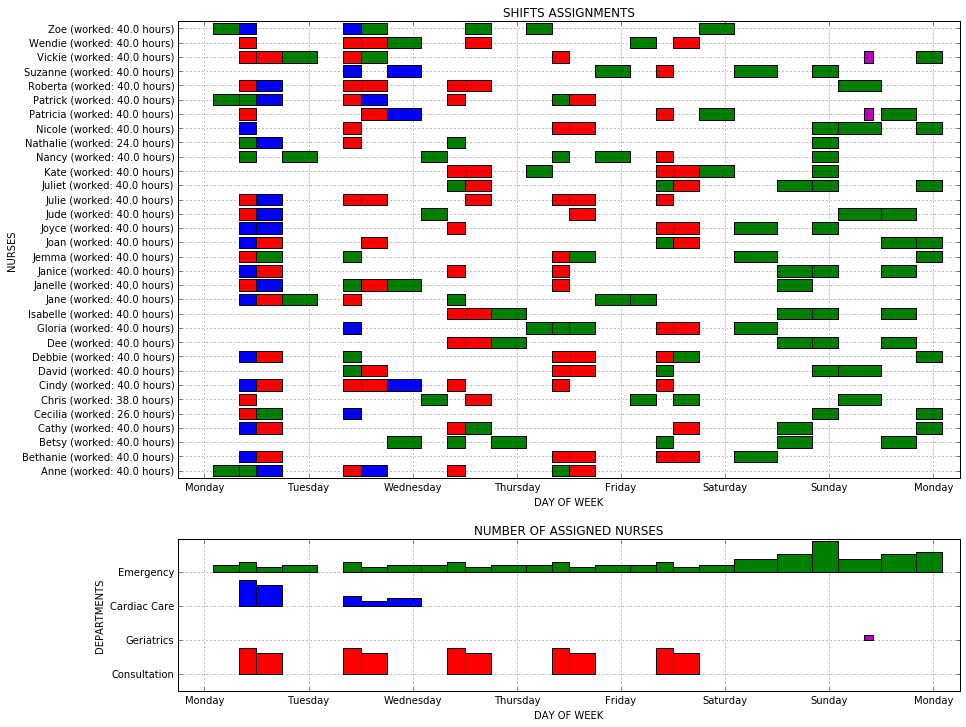 SHIFTS ASSIGNMENTS
Zoe (worked: 40.0 hours)
Wendie (worked: 40.0 hours)
Vickie (worked: 40.0 hours)
Suzanne (worked: 40.0 hours)
Roberta (worked: 40.0 hours)
Patrick (worked: 40.0 hours)
Patricia (worked: 40.0 hours)
Nicole (worked: 40.0 hours)
Nathalie (worked: 24.0 hours)
Nancy (worked: 40.0 hours)
Kate (worked: 40.0 hours)
Juliet (worked: 40.0 hours)
Julie (worked: 40.0 hours)
Jude (worked: 40.0 hours)
Joyce (worked: 40.0 hours)
Joan (worked: 40.0 hours)
Jemma (worked: 40.0 hours)
Janice (worked: 40.0 hours)
Janelle (worked: 40.0 hours)
Jane (worked: 40.0 hours)
Isabelle (worked: 40.0 hours)
Gloria (worked: 40.0 hours)
Dee (worked: 40.0 hours)
Debbie (worked: 40.0 hours)
David (worked: 40.0 hours)
Cindy (worked: 40.0 hours)
Chris (worked: 38.0 hours)
Cecilia (worked: 26.0 hours)
Cathy (worked: 40.0 hours)
Betsy (worked: 40.0 hours)
Bethanie (worked: 40.0 hours)
Anne (worked: 40.0 hours)
NURSES
Monday Tuesday Wednesday Thursday Friday Saturday Sunday Monday
DAY OF WEEK
NUMBER OF ASSIGNED NURSES
Emergency
Cardiac Care
Geriatrics
Consultation
DEPARTMENTS
Monday Tuesday Wednesday Thursday Friday Saturday Sunday Monday
DAY OF WEEK